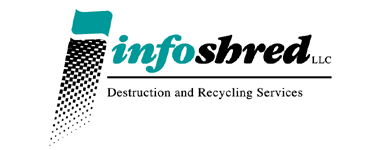 infoshred LLC
Destruction and Recycling Services